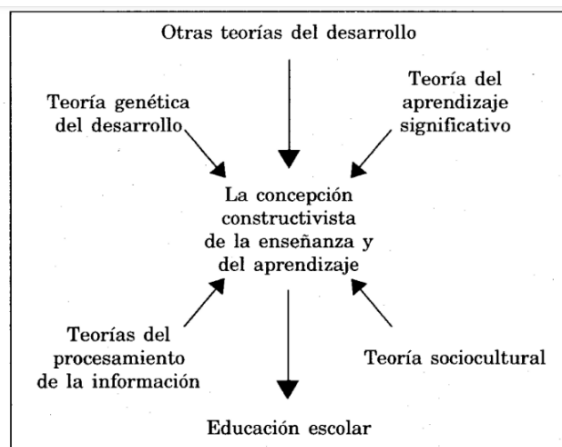 Otras teorías del desarrollo
Teoría genética
del desarrollo
Teoría del
aprendizaje
significativo
La concepción
constructivista
de la enseñanza y
del aprendizaje
Teorías del
procesamiento
de la información
Teoría sociocultural
Educación escolar